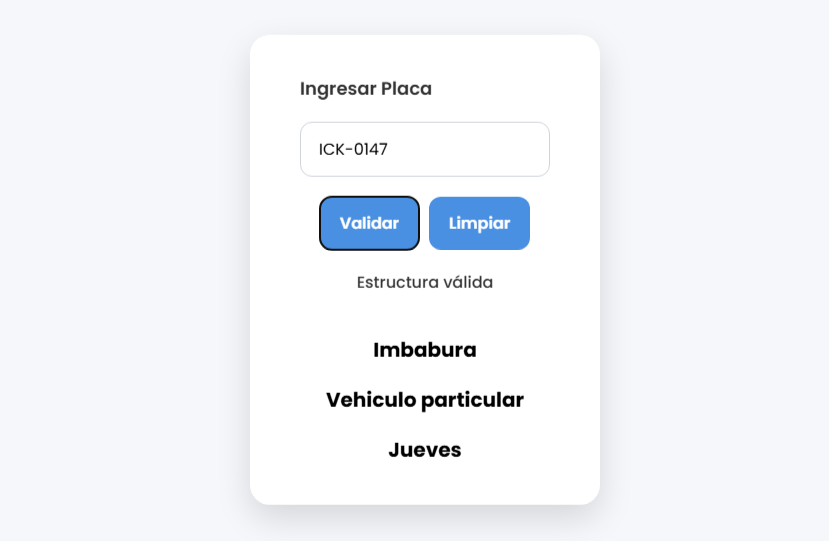 Ingresar Placa
ICK-0147
Validar Limpiar
Estructura válida
Imbabura
Vehiculo particular
Jueves